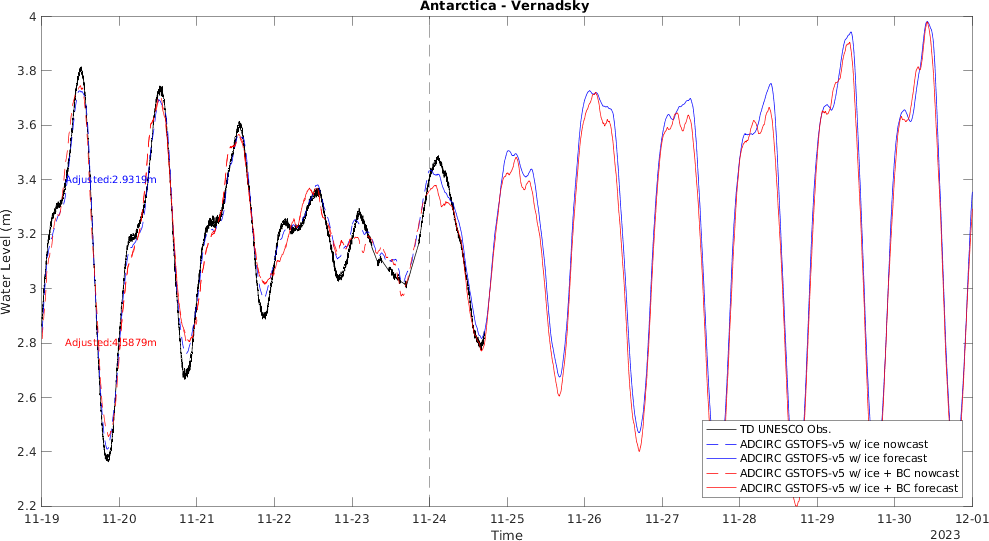 Antarctica - Vernadsky
4
3.8
3.6
3.4
3.2
3
2.8
2.6
2.4
2.2
Water Level (m)
Adjusted:2.9319m
Adjusted:4.5879m
TD UNESCO Obs.
ADCIRC GSTOFS-v5 w/ ice nowcast
ADCIRC GSTOFS-v5 w/ ice forecast
ADCIRC GSTOFS-v5 w/ ice + BC nowcast
ADCIRC GSTOFS-v5 w/ ice + BC forecast
11-19 11-20 11-21 11-22 11-23 11-24 11-25 11-26 11-27 11-28 11-29 11-30 12-01
Time
2023